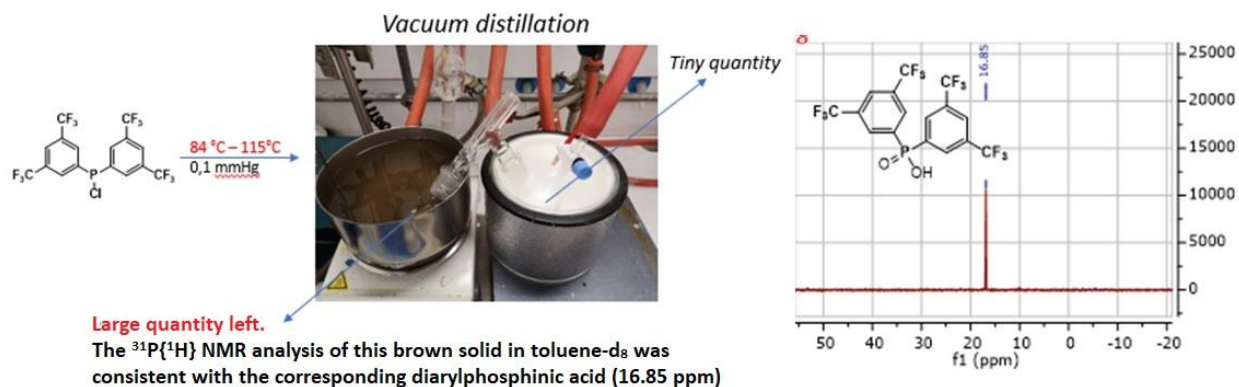 Vacuum distillation
Tiny quantity
CF₃
CF₃
F₃C
P
Cl
CF₃
84 °C – 115°C
0,1 mmHg
Large quantity left.
The ³¹P{¹H} NMR analysis of this brown solid in toluene-d₈ was
consistent with the corresponding diarylphosphinic acid (16.85 ppm)
16.85
CF₃
CF₃
F₃C
CF₃
O
P
OH
25000
20000
15000
10000
5000
0
50 40 30 20 10 0 -10 -20
f1 (ppm)